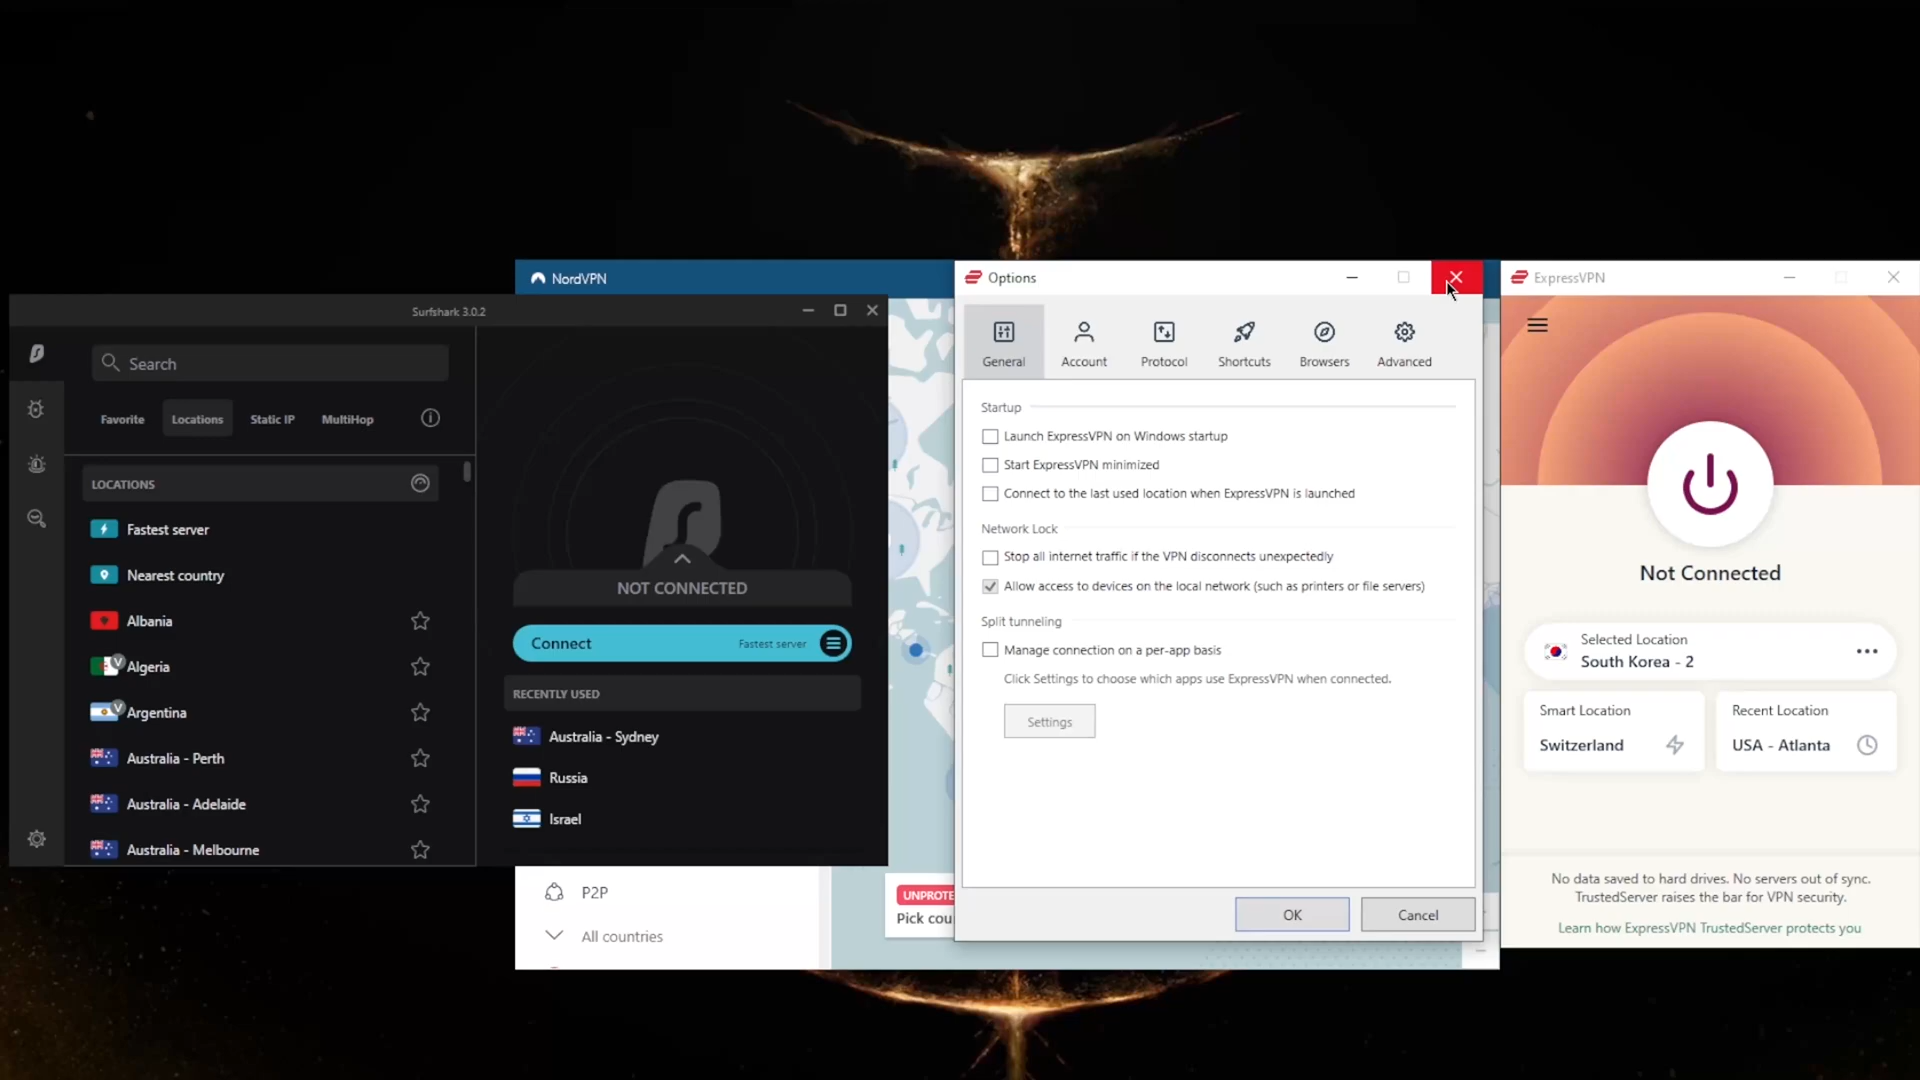 Surfshark 3.0.2
Search
Favorite
Locations
Static IP
MultiHop
LOCATIONS
Fastest server
Nearest country
Albania
Algeria
Argentina
Australia - Perth
Australia - Adelaide
Australia - Melbourne
NOT CONNECTED
Connect
Fastest server
RECENTLY USED
Australia - Sydney
Russia
Israel
NordVPN
P2P
All countries
UNPROTE
Pick cou
Options
General
Account
Protocol
Shortcuts
Browsers
Advanced
Startup
Launch ExpressVPN on Windows startup
Start ExpressVPN minimized
Connect to the last used location when ExpressVPN is launched
Network Lock
Stop all internet traffic if the VPN disconnects unexpectedly
Allow access to devices on the local network (such as printers or file servers)
Split tunneling
Manage connection on a per-app basis
Click Settings to choose which apps use ExpressVPN when connected.
Settings
OK
Cancel
ExpressVPN
Not Connected
Selected Location
South Korea - 2
Smart Location
Switzerland
Recent Location
USA - Atlanta
No data saved to hard drives. No servers out of sync.
TrustedServer raises the bar for VPN security.
Learn how ExpressVPN TrustedServer protects you